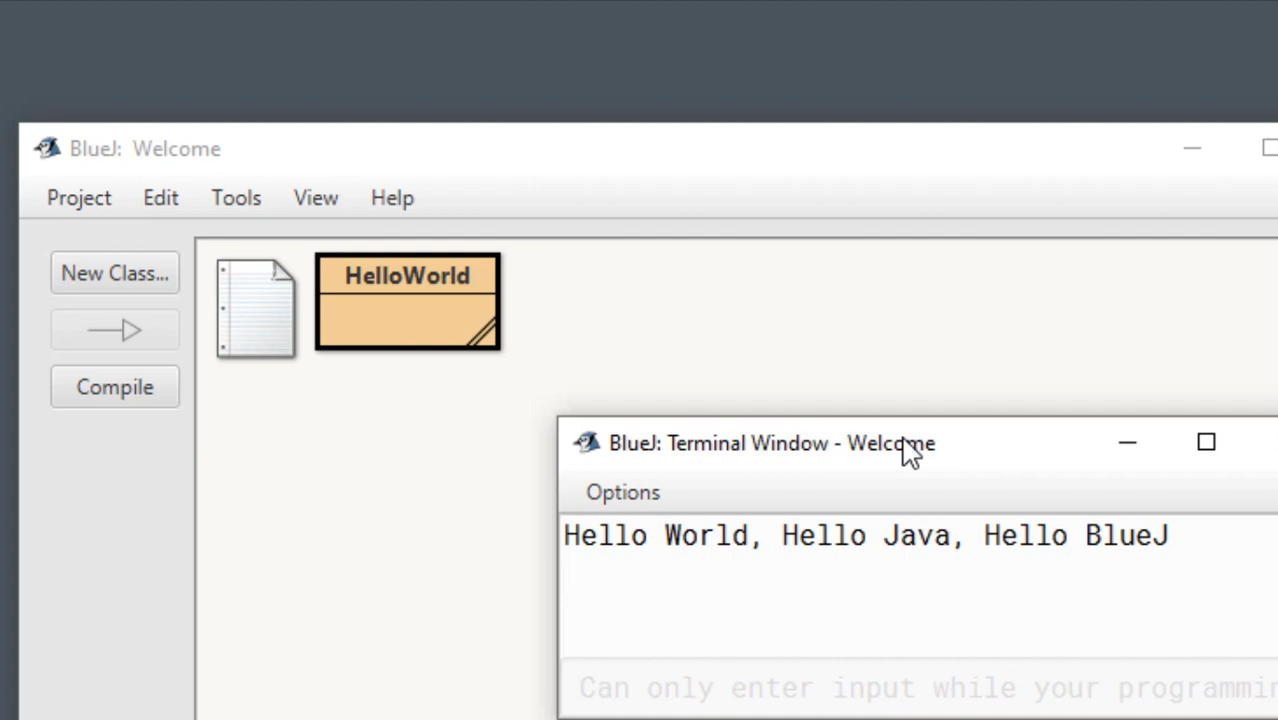 BlueJ: Welcome
Project Edit Tools View Help
New Class...
HelloWorld
Compile
BlueJ: Terminal Window - Welcome
Options
Hello World, Hello Java, Hello BlueJ
Can only enter input while your